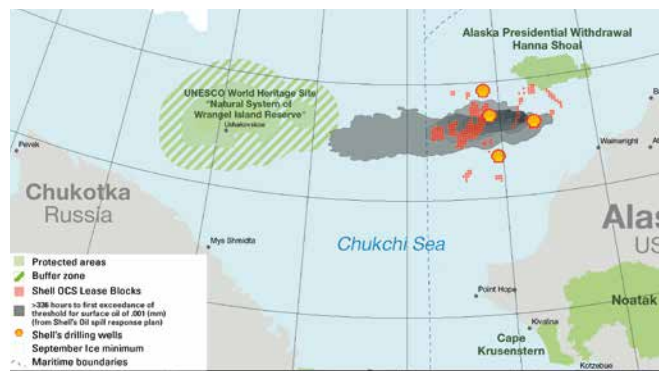 Alaska Presidential Withdrawal
Hanna Shoal
UNESCO World Heritage Site
"Natural System of
Wrangel Island Reserve"
Ushakovskoe
Pevek
Wainwright
Chukotka
Russia
Alas
US
Mys Shmidta
Chukchi Sea
Point Hope
Noatak
Kivalina
Cape
Krusenstern
Kotzebue
Protected areas
Buffer zone
Shell OCS Lease Blocks
>336 hours to first exceedance of
threshold for surface oil of .001 (mm)
(from Shell's Oil spill response plan)
Shell's drilling wells
September Ice minimum
Maritime boundaries